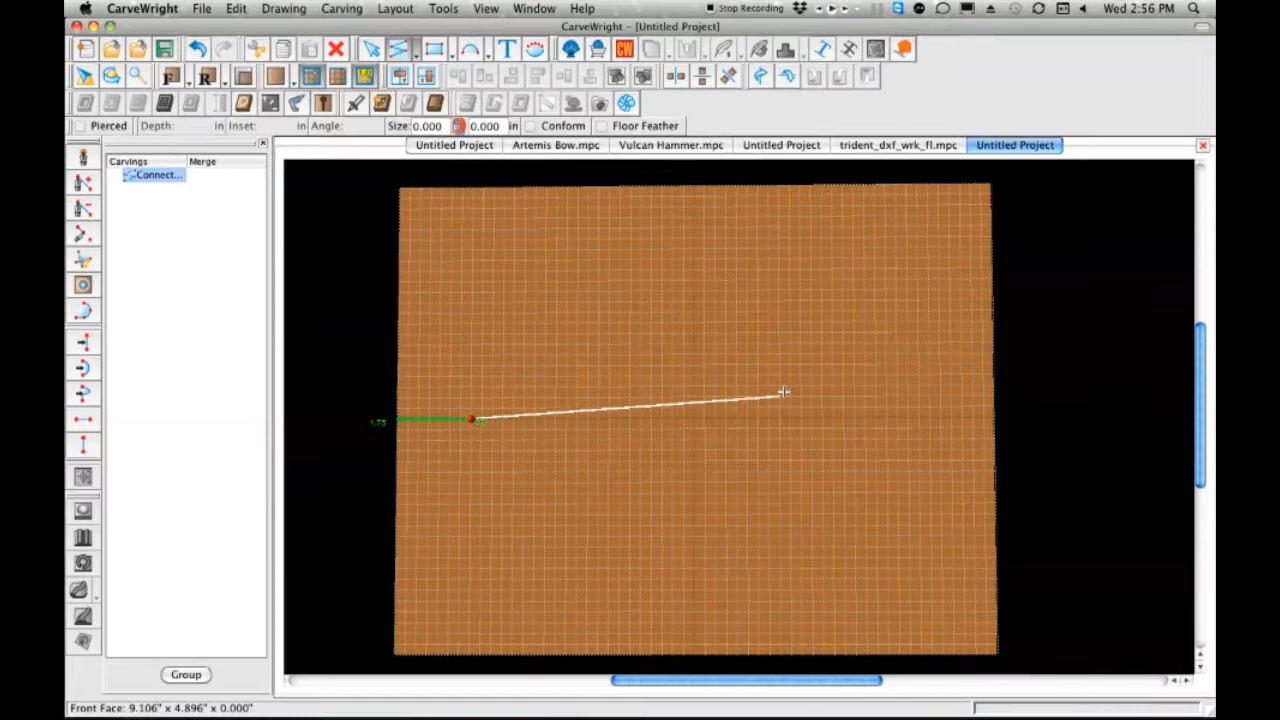 CarveWright File Edit Drawing Carving Layout Tools View Window Help Stop Recording Wed 2:56 PM
CarveWright – [Untitled Project]
T CW
F R
Pierced Depth: in Inset: in Angle: Size: 0.000 0.000 in Conform Floor Feather
Untitled Project Artemis Bow.mpc Vulcan Hammer.mpc Untitled Project trident_dxf_wrk_fl.mpc Untitled Project
Carvings Merge
Connect...
1.75
Group
Front Face: 9.106" x 4.896" x 0.000"